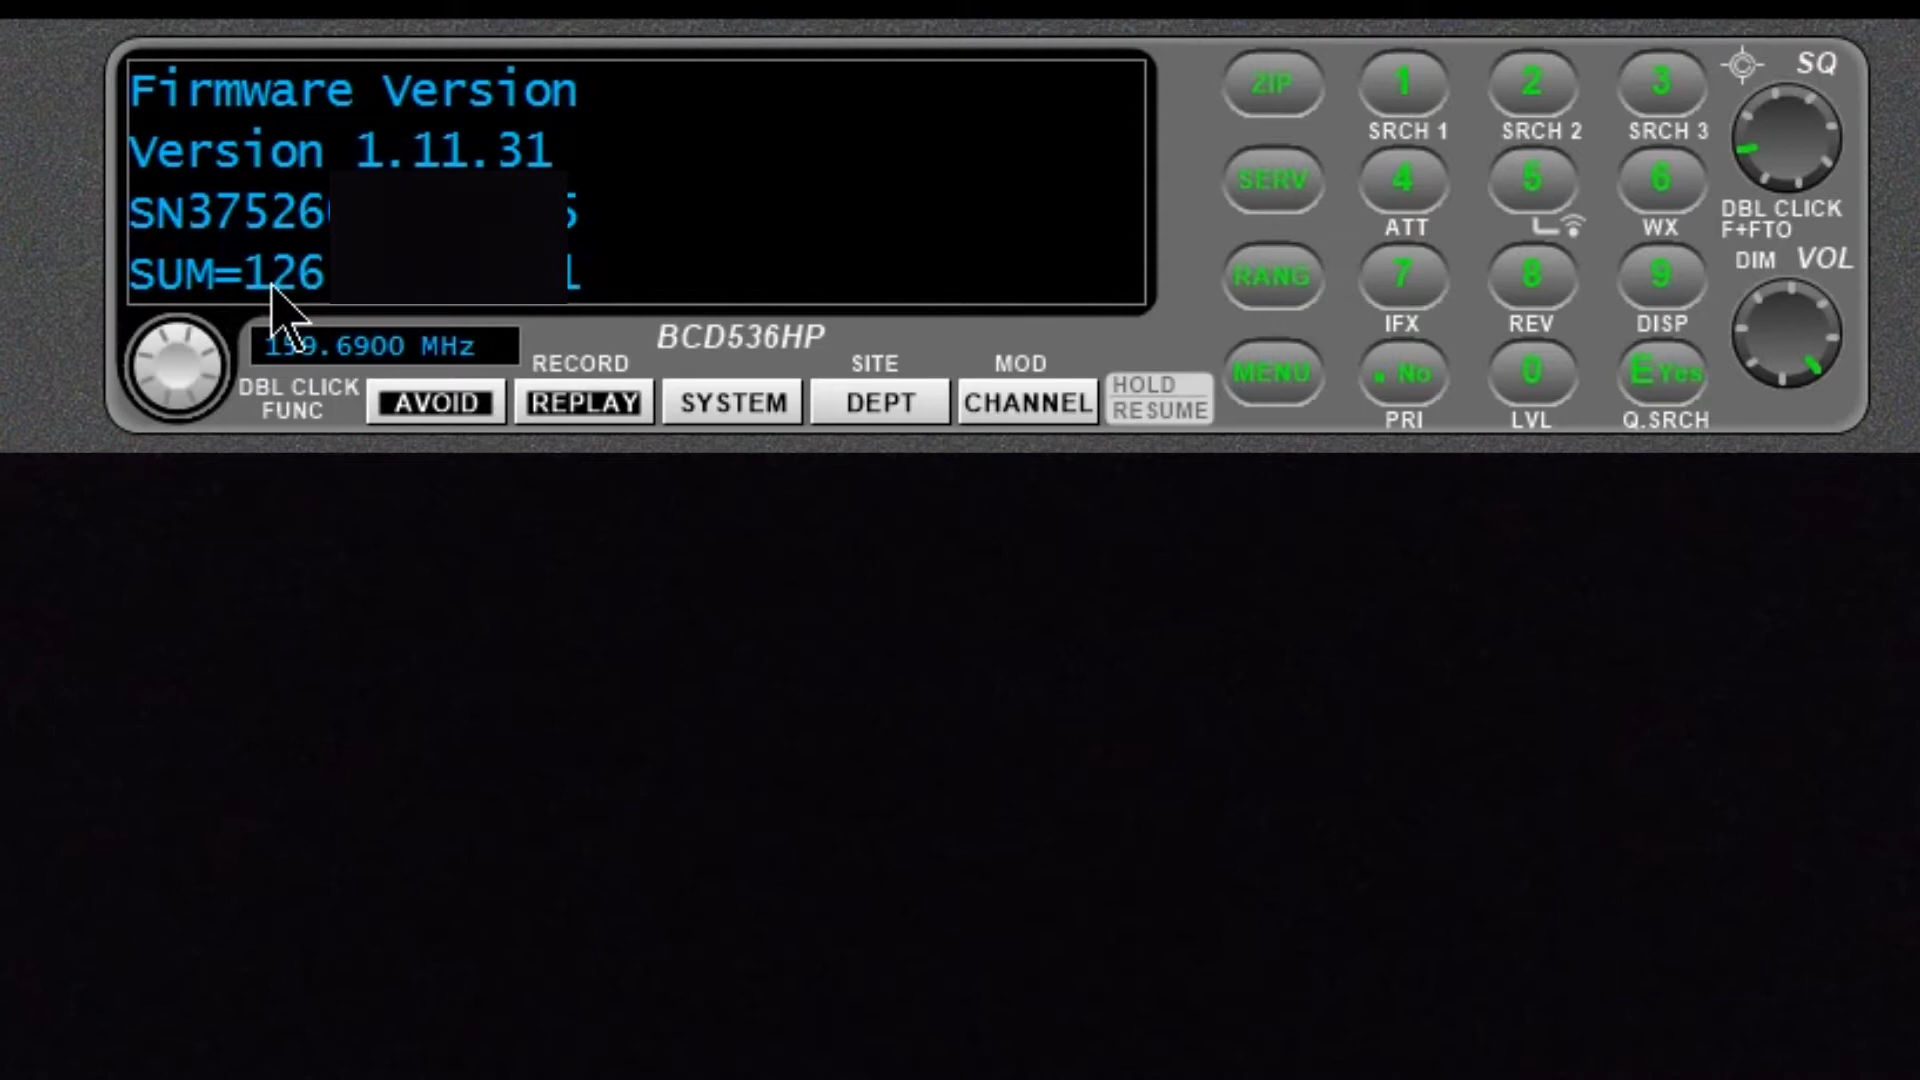 Firmware Version
Version 1.11.31
SN37526
SUM=126
.6900 MHz
BCD536HP
DBL CLICK
FUNC
AVOID
RECORD
REPLAY
SYSTEM
SITE
DEPT
MOD
CHANNEL
HOLD
RESUME
ZIP
1
SRCH 1
2
SRCH 2
3
SRCH 3
SERV
4
ATT
5
6
WX
RANG
7
IFX
8
REV
9
DISP
MENU
. No
PRI
0
LVL
E Yes
Q.SRCH
SQ
DBL CLICK
F+FTO
DIM VOL